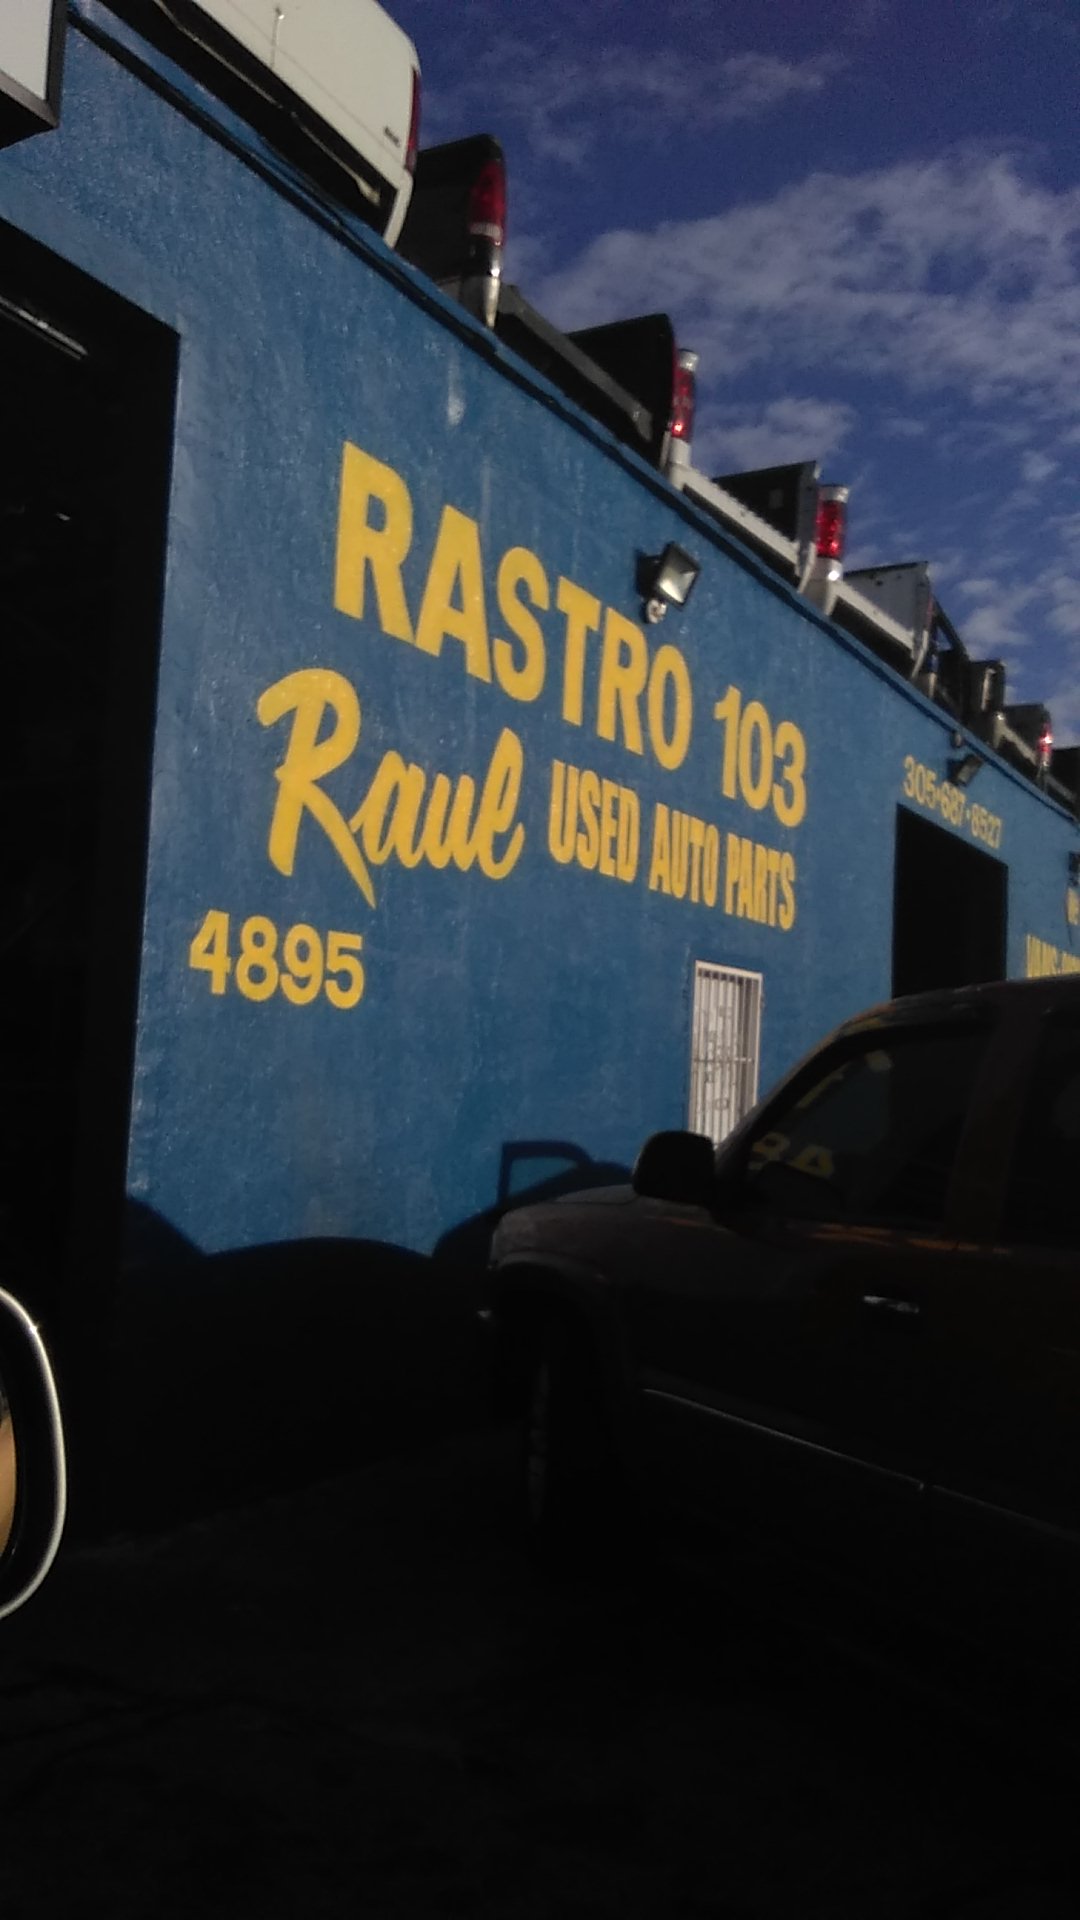 RASTRO 103
Raul USED AUTO PARTS
4895
305-687-8527